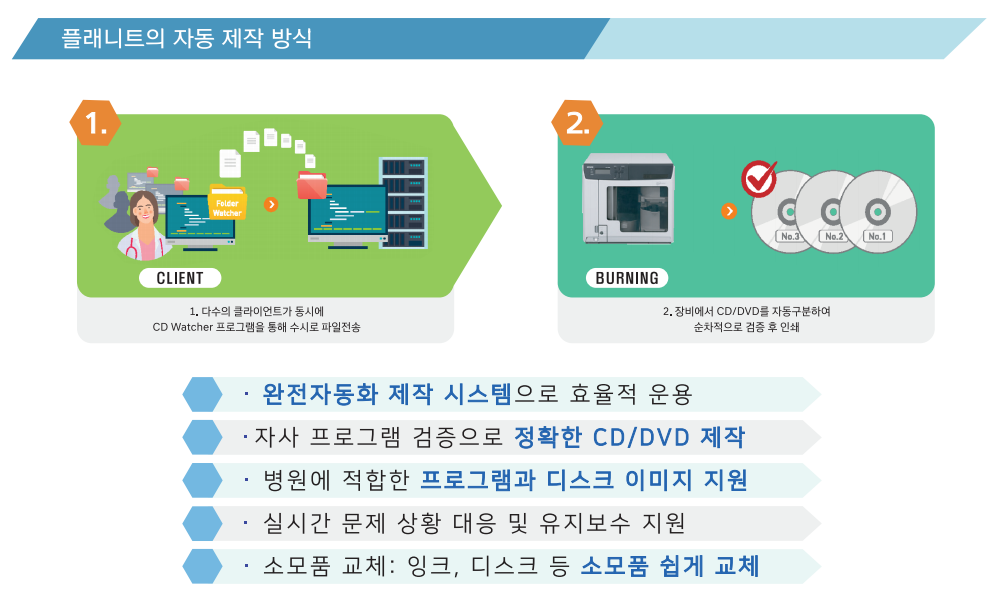 플래니트의 자동 제작 방식
1.
Folder
Watcher
CLIENT
1. 다수의 클라이언트가 동시에
CD Watcher 프로그램을 통해 수시로 파일전송
2.
No.3
No.2
No.1
BURNING
2. 장비에서 CD/DVD를 자동구분하여
순차적으로 검증 후 인쇄
· 완전자동화 제작 시스템으로 효율적 운용
· 자사 프로그램 검증으로 정확한 CD/DVD 제작
· 병원에 적합한 프로그램과 디스크 이미지 지원
· 실시간 문제 상황 대응 및 유지보수 지원
· 소모품 교체: 잉크, 디스크 등 소모품 쉽게 교체